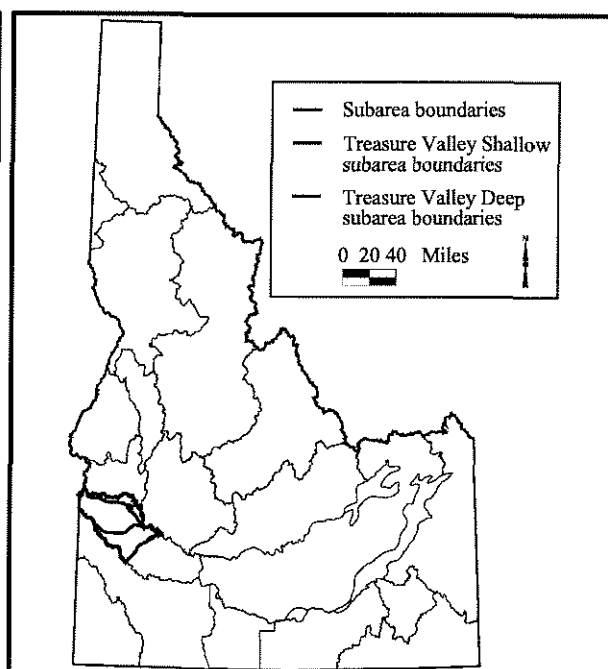 Subarea boundaries
Treasure Valley Shallow
subarea boundaries
Treasure Valley Deep
subarea boundaries
0 20 40 Miles
N